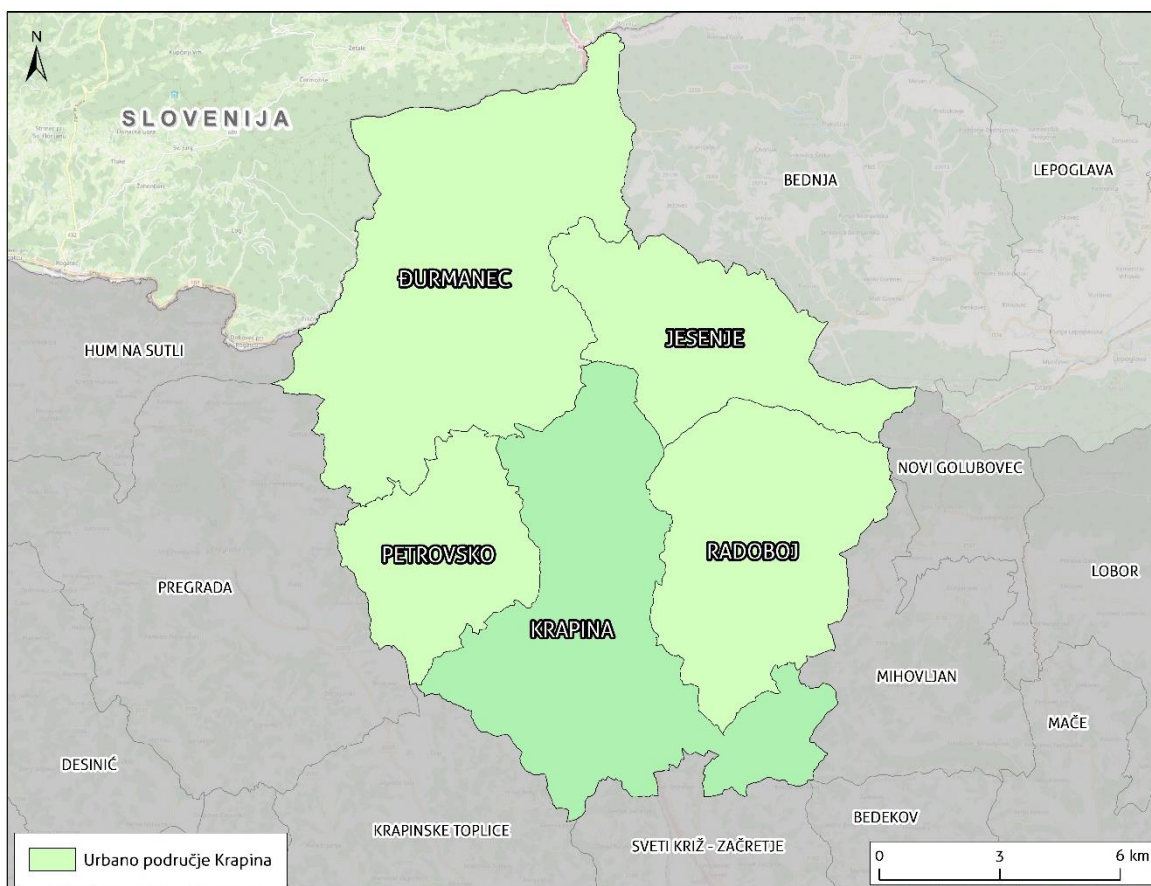 N
SLOVENIJA
BEDNJA
LEPOGLAVA
ĐURMANEC
JESENJE
HUM NA SUTLI
NOVI GOLUBOVEC
PETROVSKO
RADOBOJ
LOBOR
PREGRADA
KRAPINA
MIHOVLJAN
MAČE
DESINIĆ
KRAPINSKE TOPLICE
SVETI KRIŽ - ZAČRETJE
BEDEKOV
Urbano područje Krapina
0 3 6 km